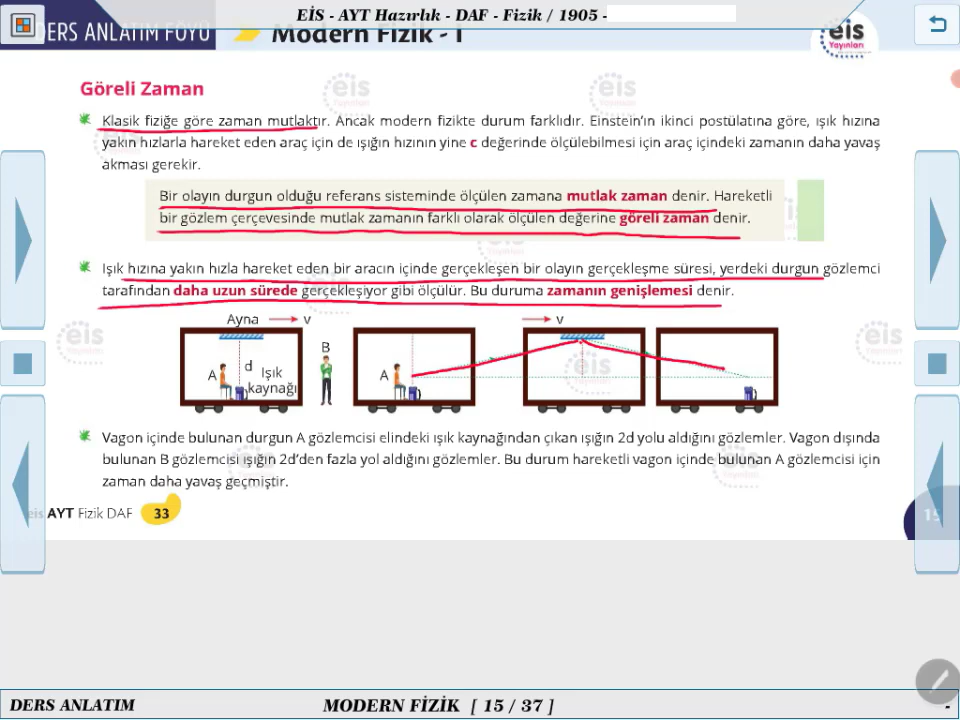 EİS - AYT Hazırlık - DAF - Fizik / 1905 -
DERS ANLATIM FÖYÜ
Modern Fizik - I
eis
Yayınları
Göreli Zaman
Klasik fiziğe göre zaman mutlaktır. Ancak modern fizikte durum farklıdır. Einstein'ın ikinci postülatına göre, ışık hızına
yakın hızlarla hareket eden araç için de ışığın hızının yine c değerinde ölçülebilmesi için araç içindeki zamanın daha yavaş
akması gerekir.
Bir olayın durgun olduğu referans sisteminde ölçülen zamana mutlak zaman denir. Hareketli
bir gözlem çerçevesinde mutlak zamanın farklı olarak ölçülen değerine göreli zaman denir.
Işık hızına yakın hızla hareket eden bir aracın içinde gerçekleşen bir olayın gerçekleşme süresi, yerdeki durgun gözlemci
tarafından daha uzun sürede gerçekleşiyor gibi ölçülür. Bu duruma zamanın genişlemesi denir.
Ayna v v
B
A d Işık A
kaynağı
Vagon içinde bulunan durgun A gözlemcisi elindeki ışık kaynağından çıkan ışığın 2d yolu aldığını gözlemler. Vagon dışında
bulunan B gözlemcisi ışığın 2d'den fazla yol aldığını gözlemler. Bu durum hareketli vagon içinde bulunan A gözlemcisi için
zaman daha yavaş geçmiştir.
eis AYT Fizik DAF 33
15
DERS ANLATIM MODERN FİZİK [ 15 / 37 ] -